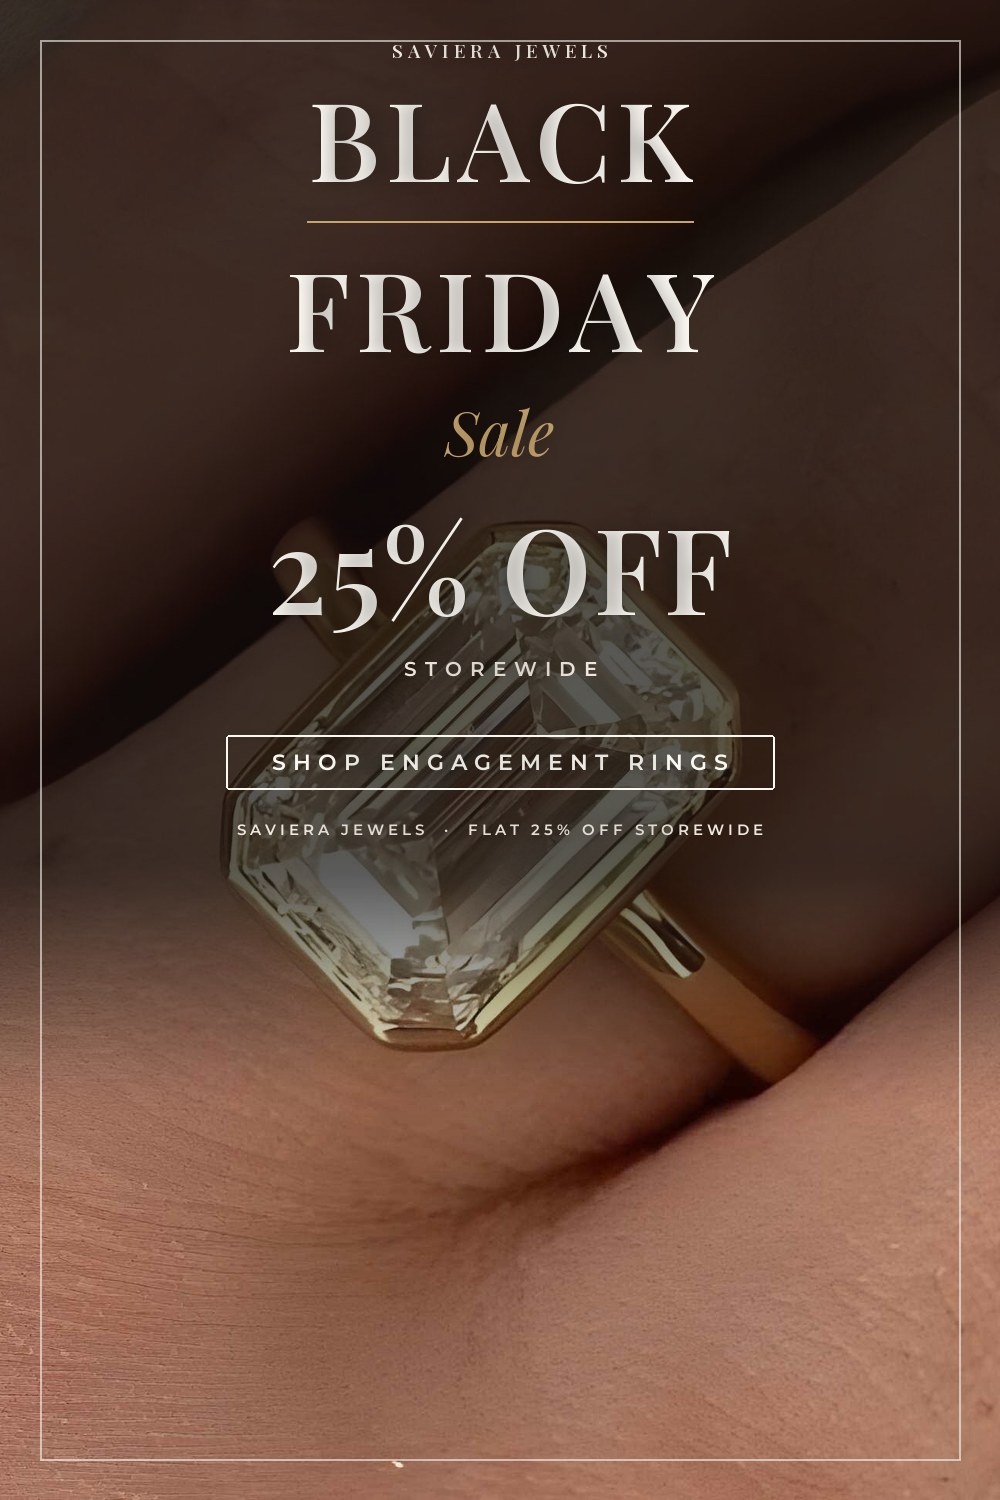 SAVIERA JEWELS
BLACK
FRIDAY
Sale
25% OFF
STOREWIDE
SHOP ENGAGEMENT RINGS
SAVIERA JEWELS · FLAT 25% OFF STOREWIDE